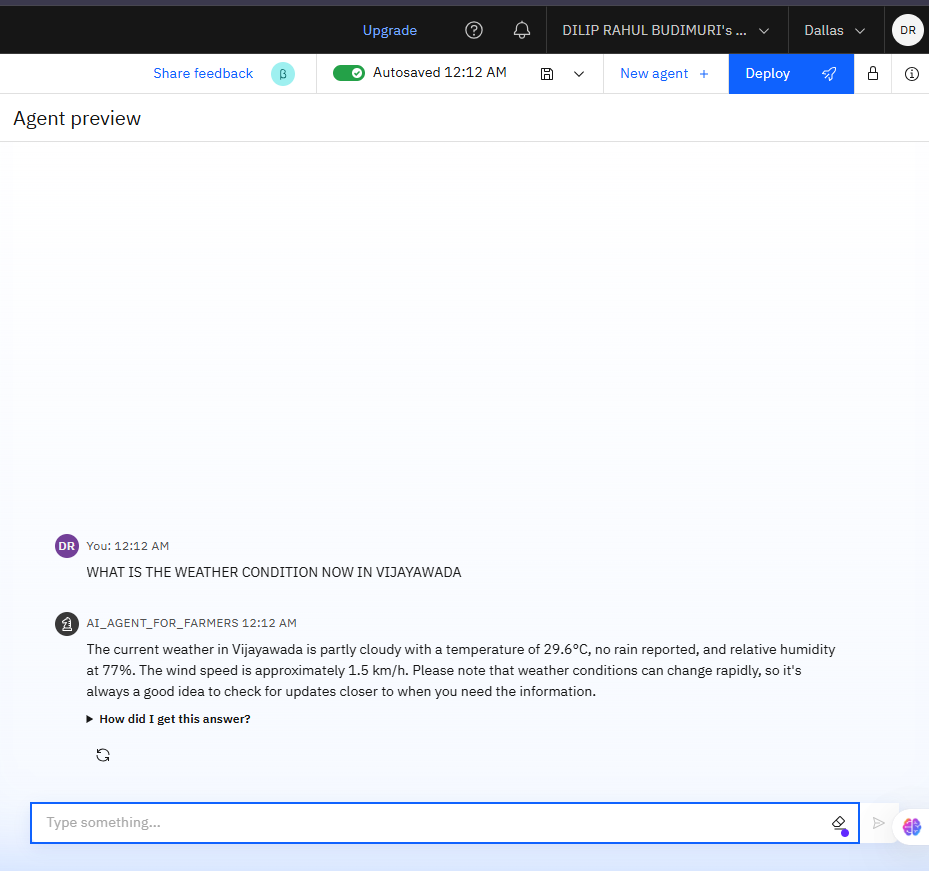 Upgrade
DILIP RAHUL BUDIMURI's ...
Dallas
DR
Share feedback
β
Autosaved 12:12 AM
New agent +
Deploy
Agent preview
DR
You: 12:12 AM
WHAT IS THE WEATHER CONDITION NOW IN VIJAYAWADA
AI_AGENT_FOR_FARMERS 12:12 AM
The current weather in Vijayawada is partly cloudy with a temperature of 29.6°C, no rain reported, and relative humidity
at 77%. The wind speed is approximately 1.5 km/h. Please note that weather conditions can change rapidly, so it's
always a good idea to check for updates closer to when you need the information.
How did I get this answer?
Type something...